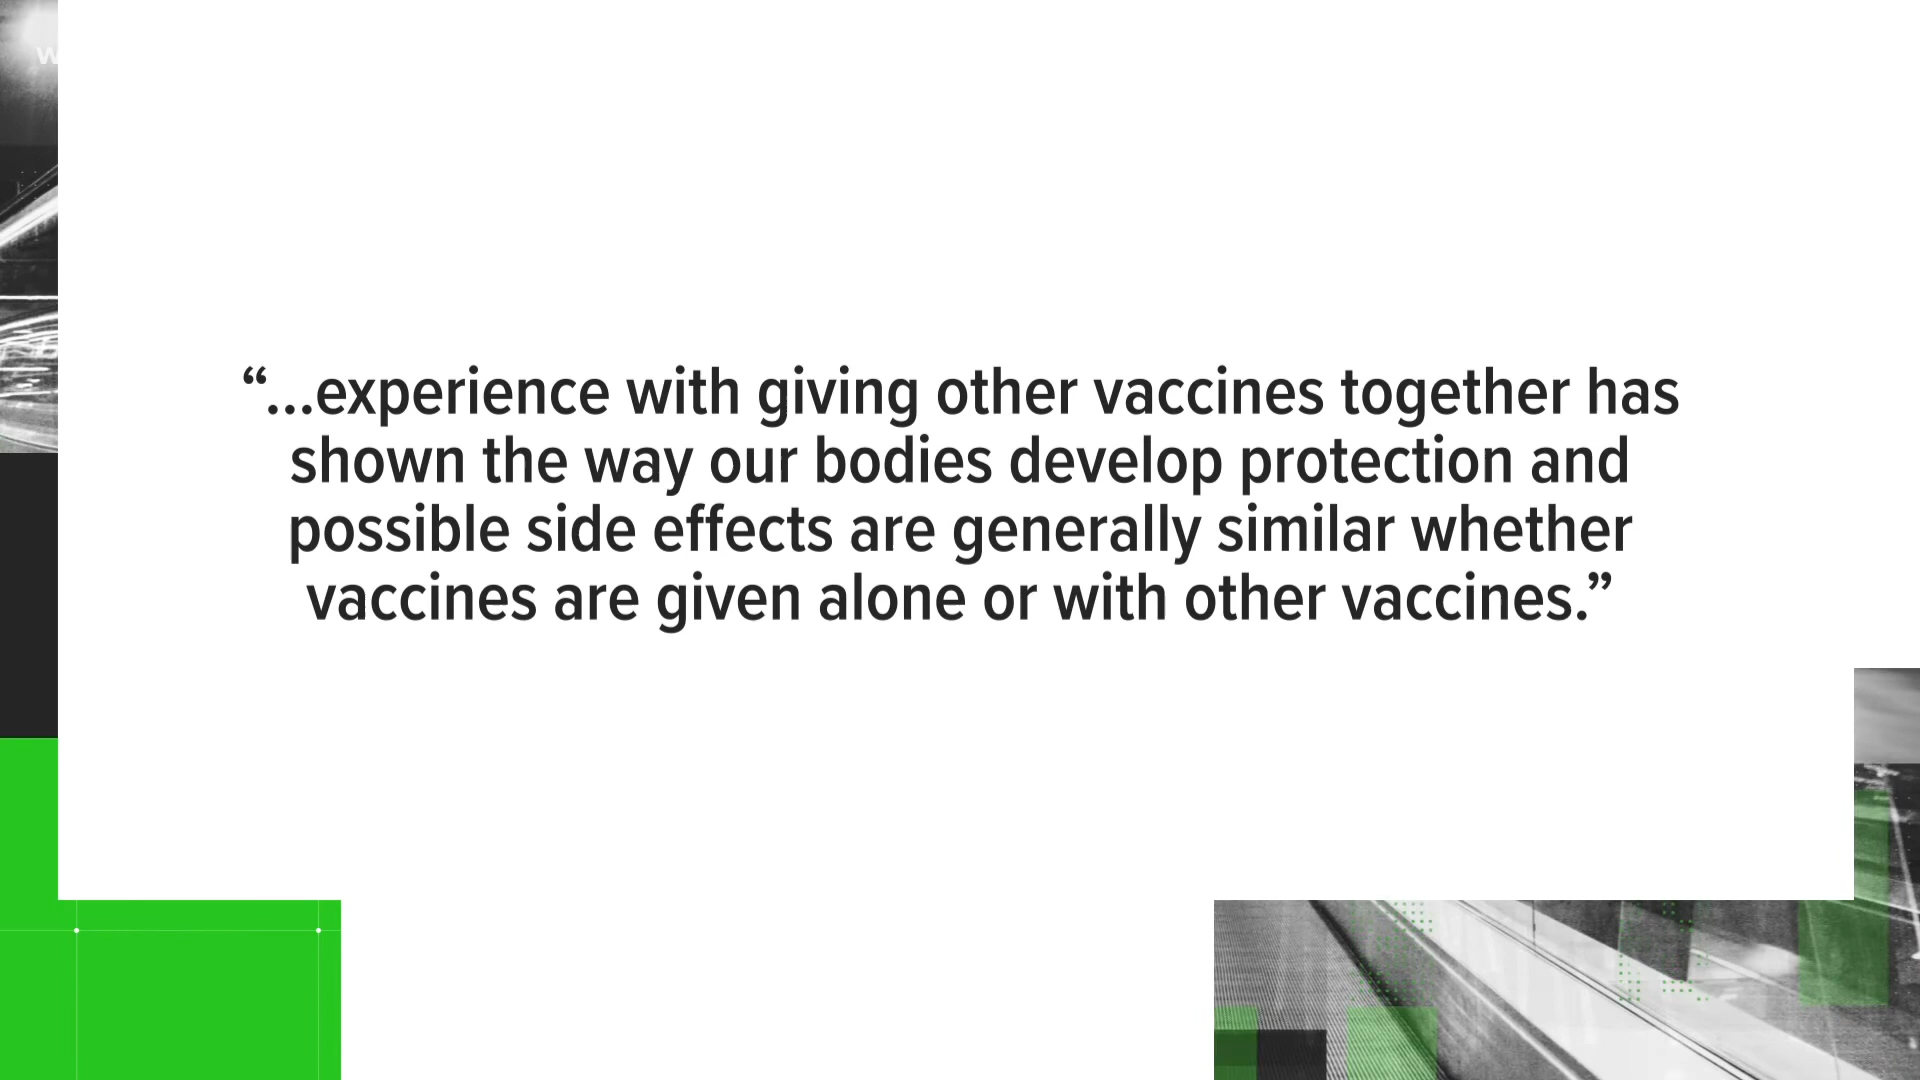 “...experience with giving other vaccines together has
shown the way our bodies develop protection and
possible side effects are generally similar whether
vaccines are given alone or with other vaccines.”